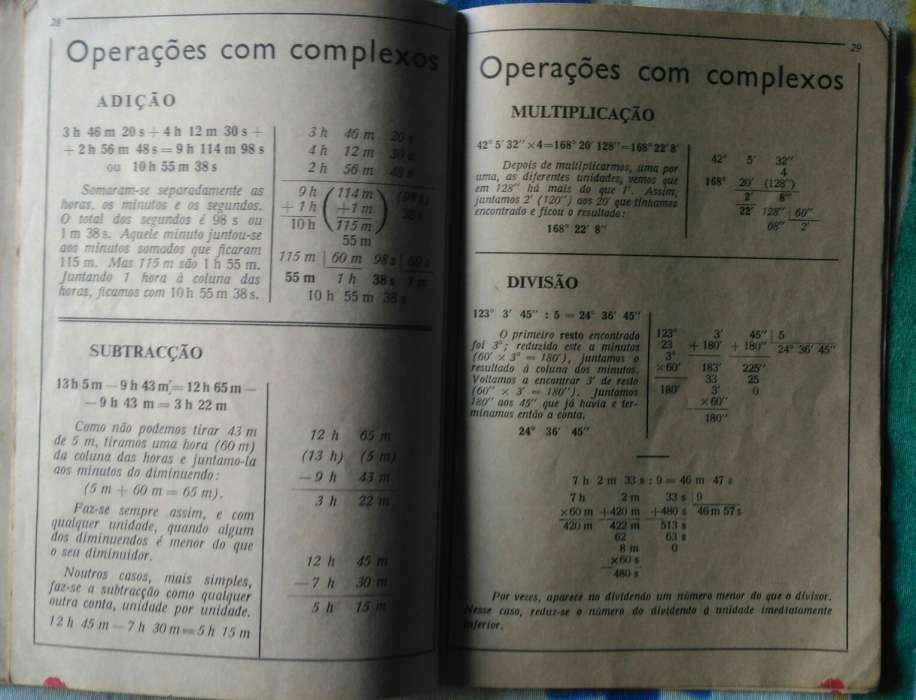 28
Operações com complexos
ADIÇÃO
3 h 46 m 20 s + 4 h 12 m 30 s +
+ 2 h 56 m 48 s = 9 h 114 m 98 s
ou 10 h 55 m 38 s
Somaram-se separadamente as
horas, os minutos e os segundos.
O total dos segundos é 98 s ou
1 m 38 s. Aquele minuto juntou-se
aos minutos somados que ficaram
115 m. Mas 115 m são 1 h 55 m.
Juntando 1 hora à coluna das
horas, ficamos com 10 h 55 m 38 s.
3 h 46 m 20 s
4 h 12 m 30 s
2 h 56 m 48 s
9 h (114 m) (98 s)
+ 1 h (+1 m) 38 s
10 h (115 m)
55 m
115 m | 60 m 98 s | 60 s
55 m 1 h 38 s 1 m
10 h 55 m 38 s
SUBTRACÇÃO
13 h 5 m — 9 h 43 m = 12 h 65 m —
— 9 h 43 m = 3 h 22 m
Como não podemos tirar 43 m
de 5 m, tiramos uma hora (60 m)
da coluna das horas e juntamo-la
aos minutos do diminuendo:
(5 m + 60 m = 65 m).
Faz-se sempre assim, e com
qualquer unidade, quando algum
dos diminuendos é menor do que
o seu diminuidor.
Noutros casos, mais simples,
faz-se a subtracção como qualquer
outra conta, unidade por unidade.
12 h 45 m — 7 h 30 m = 5 h 15 m
12 h 65 m
(13 h) (5 m)
— 9 h 43 m
3 h 22 m
12 h 45 m
— 7 h 30 m
5 h 15 m
29
Operações com complexos
MULTIPLICAÇÃO
42° 5' 32'' × 4 = 168° 20' 128'' = 168° 22' 8'
Depois de multiplicarmos, uma por
uma, as diferentes unidades, vemos que
em 128'' há mais do que 1'. Assim,
juntamos 2' (120'') aos 20' que tínhamos
encontrado e ficou o resultado:
168° 22' 8''
42° 5' 32''
4
168° 20' (128'')
2' 8''
22' 128'' | 60''
08'' 2'
DIVISÃO
123° 3' 45'' : 5 = 24° 36' 45''
O primeiro resto encontrado
foi 3°; reduzido este a minutos
(60' × 3° = 180'), juntamos o
resultado à coluna dos minutos.
Voltamos a encontrar 3' de resto
(60'' × 3' = 180''). Juntamos
180'' aos 45'' que já havia e ter-
minamos então a conta.
24° 36' 45''
123° 3' 45'' | 5
23 + 180' + 180'' 24° 36' 45''
3° 183' 225''
×60' 33 25
180' 3' 0
×60''
180''
7 h 2 m 33 s : 9 = 46 m 47 s
7 h 2 m 33 s | 9
×60 m +420 m +480 s 46 m 57 s
420 m 422 m 513 s
62 63 s
8 m 0
×60 s
480 s
Por vezes, aparece no dividendo um número menor do que o divisor.
Nesse caso, reduz-se o número do dividendo à unidade imediatamente
inferior.